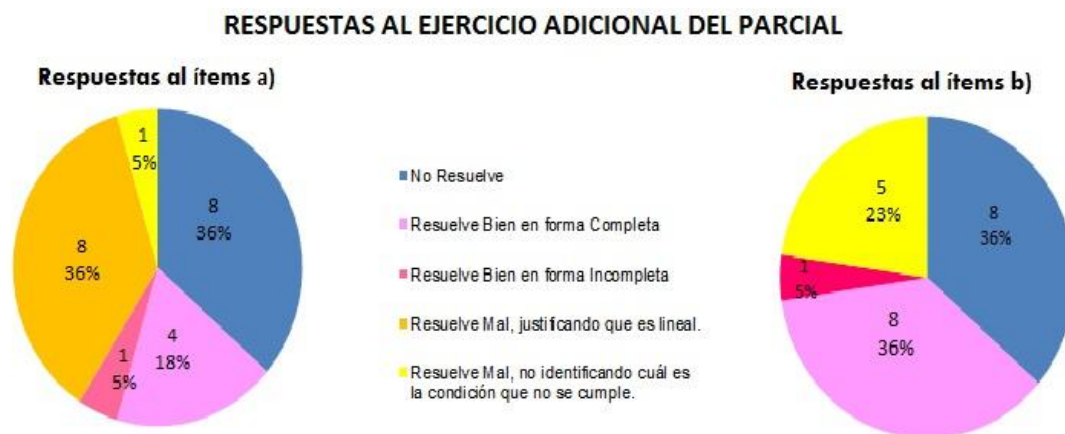 RESPUESTAS AL EJERCICIO ADICIONAL DEL PARCIAL
Respuestas al ítems a)
1
5%
8
36%
8
36%
4
18%
1
5%
No Resuelve
Resuelve Bien en forma Completa
Resuelve Bien en forma Incompleta
Resuelve Mal, justificando que es lineal.
Resuelve Mal, no identificando cuál es
la condición que no se cumple.
Respuestas al ítems b)
5
23%
8
36%
1
5%
8
36%